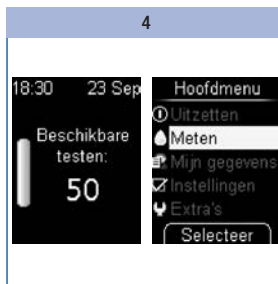 4
18:30 23 Sep
Beschikbare
testen:
50
Hoofdmenu
Uitzetten
Meten
Mijn gegevens
Instellingen
Extra's
Selecteer